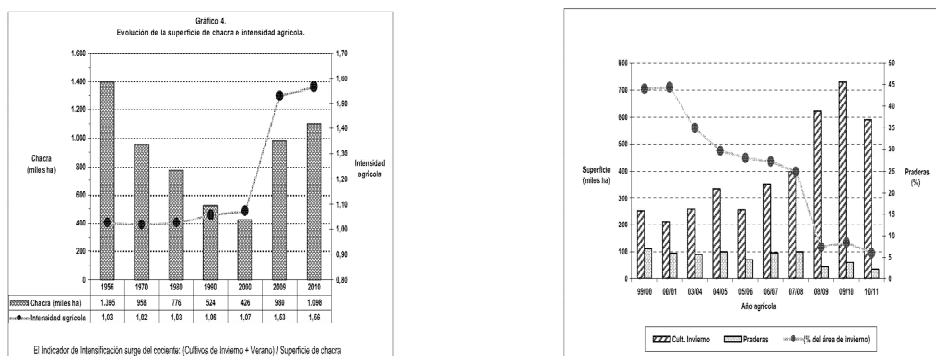 Gráfico 4.
Evolución de la superficie de chacra e intensidad agrícola.
1.600
1.400
1.200
1.000
800
600
400
200
0
Chacra
(miles ha)
1,70
1,60
1,50
1,40
1,30
1,20
1,10
1,00
0,90
0,80
Intensidad
agrícola
1956 1970 1980 1990 2000 2009 2010
Chacra (miles ha) 1.395 956 776 524 426 980 1.098
Intensidad agrícola 1,03 1,02 1,03 1,06 1,07 1,53 1,56
El Indicador de Intensificación surge del cociente: (Cultivos de Invierno + Verano) / Superficie de chacra
800
700
600
500
400
300
200
100
0
Superficie
(miles ha)
50
45
40
35
30
25
20
15
10
5
0
Praderas
(%)
99/00 00/01 03/04 04/05 05/06 06/07 07/08 08/09 09/10 10/11
Año agrícola
Cult. Invierno Praderas (% del área de invierno)